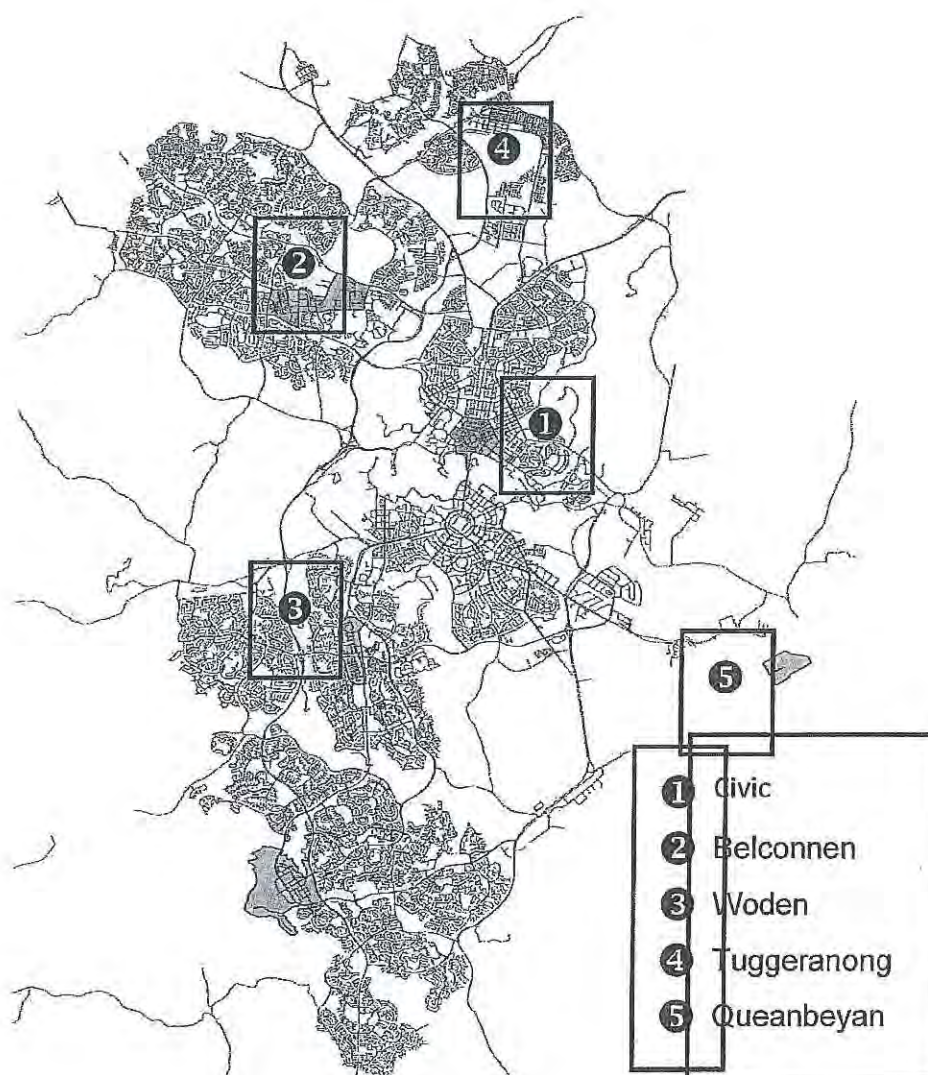 4
2
1
3
5
1 Civic
2 Belconnen
3 Woden
4 Tuggeranong
5 Queanbeyan